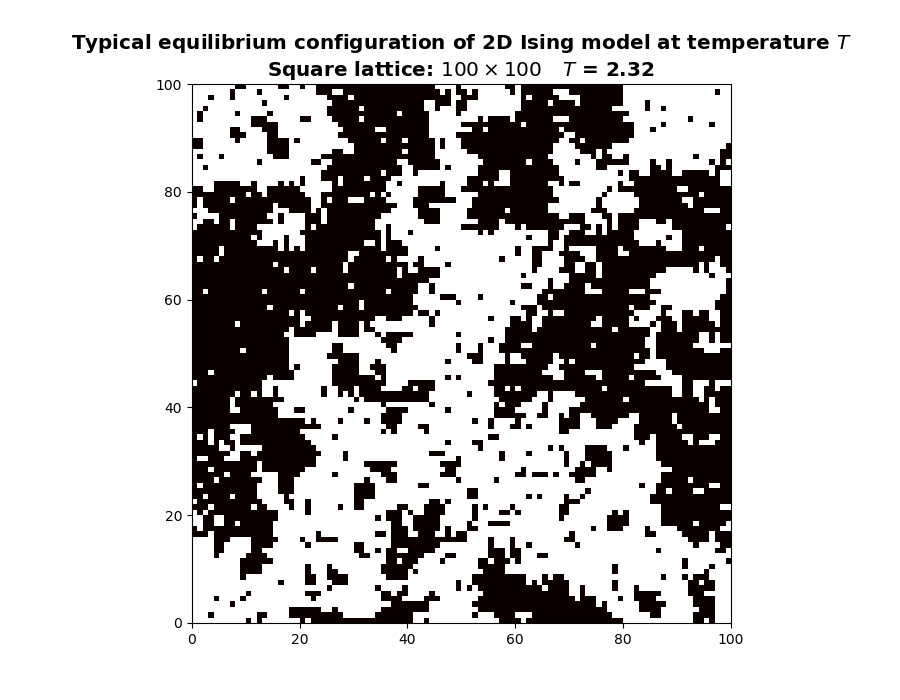 Typical equilibrium configuration of 2D Ising model at temperature T
Square lattice: 100 × 100 T = 2.32
100
80
60
40
20
0
0 20 40 60 80 100